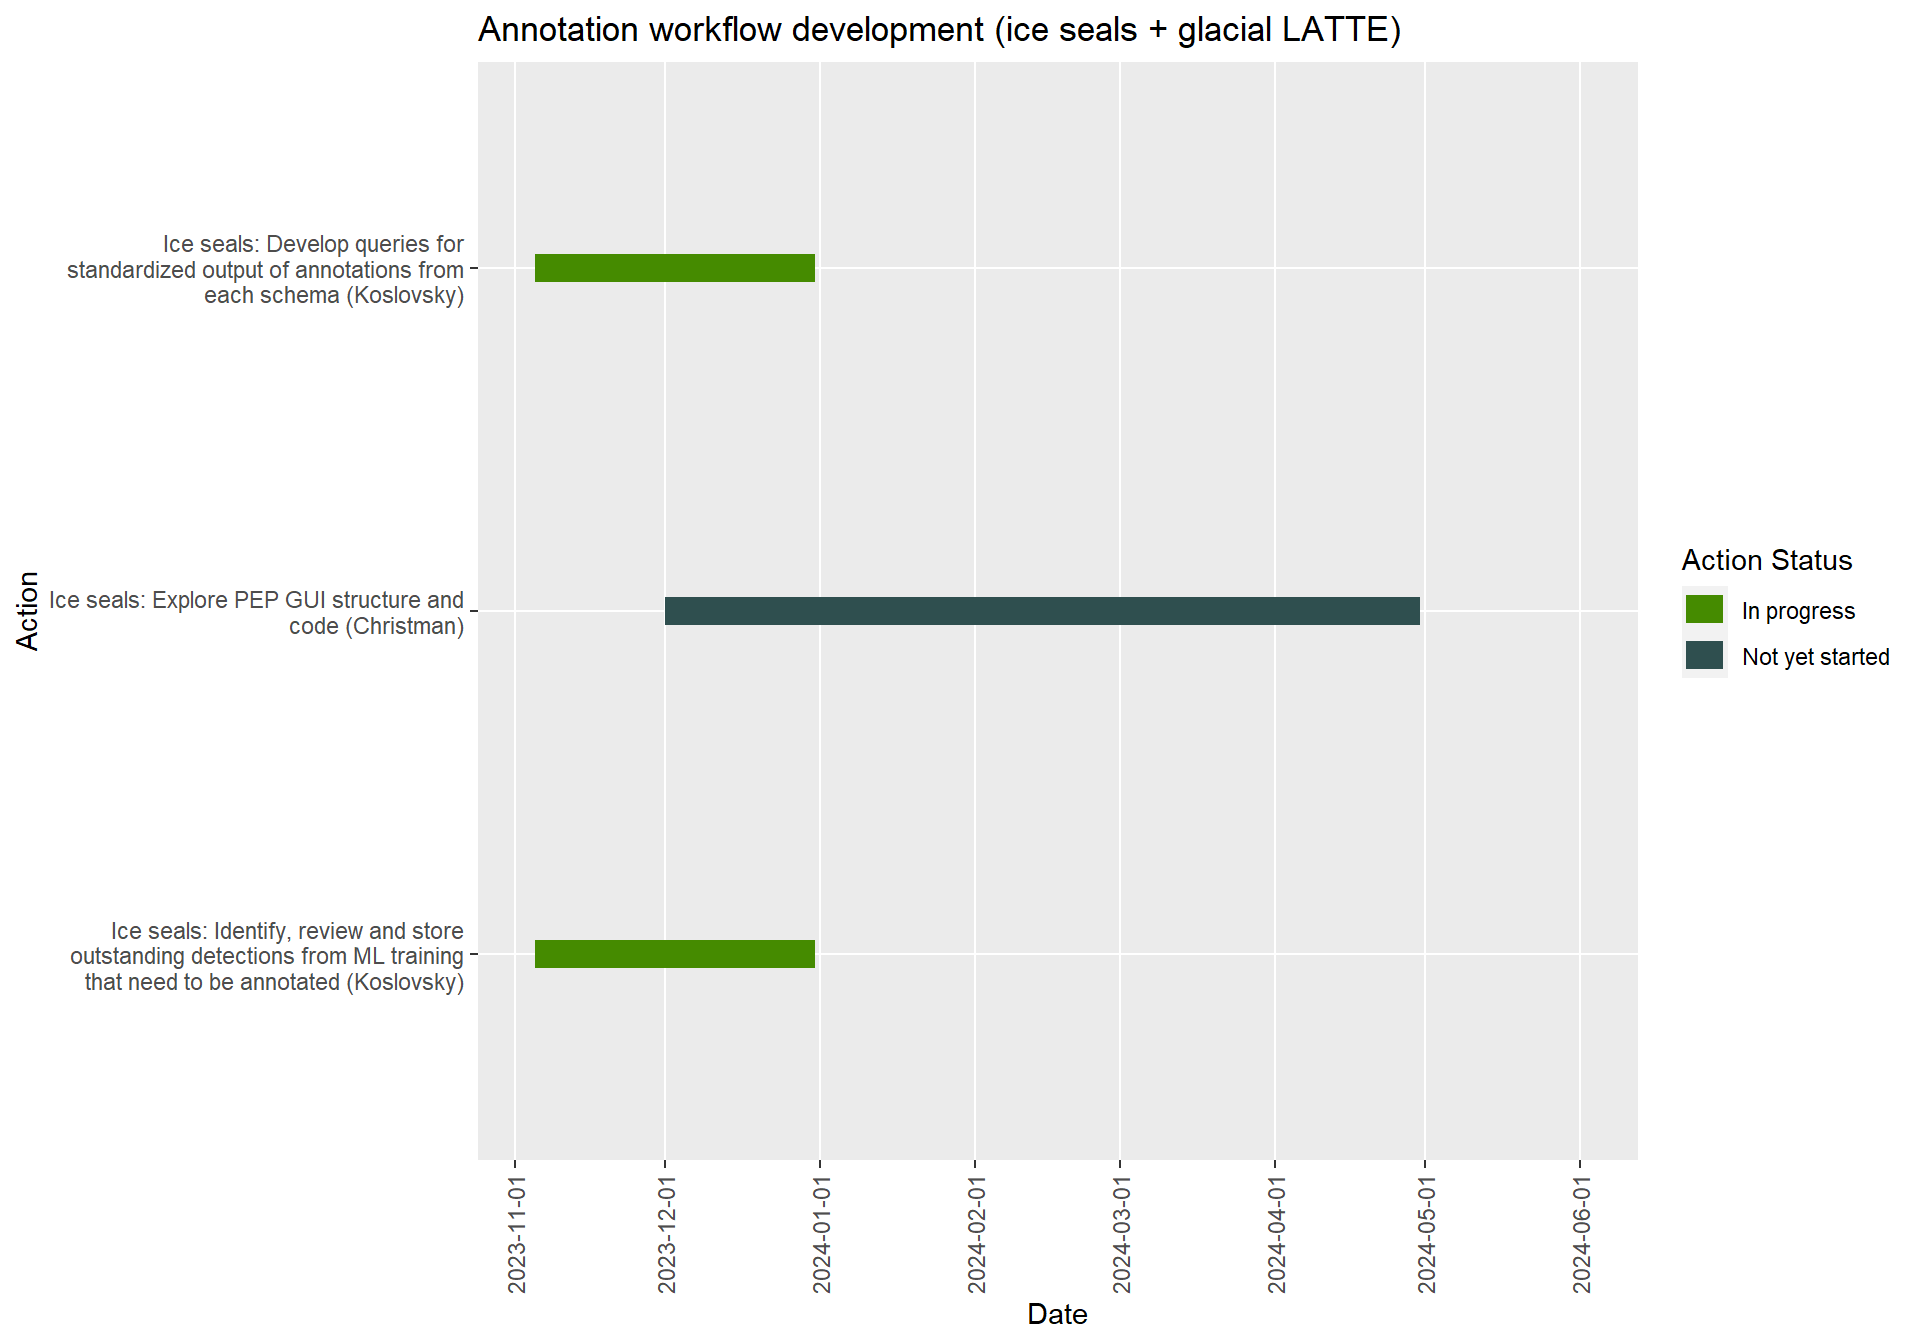 Annotation workflow development (ice seals + glacial LATTE)
Ice seals: Develop queries for
standardized output of annotations from
each schema (Koslovsky)
Ice seals: Explore PEP GUI structure and
code (Christman)
Ice seals: Identify, review and store
outstanding detections from ML training
that need to be annotated (Koslovsky)
Action
2023-11-01
2023-12-01
2024-01-01
2024-02-01
2024-03-01
2024-04-01
2024-05-01
2024-06-01
Date
Action Status
In progress
Not yet started